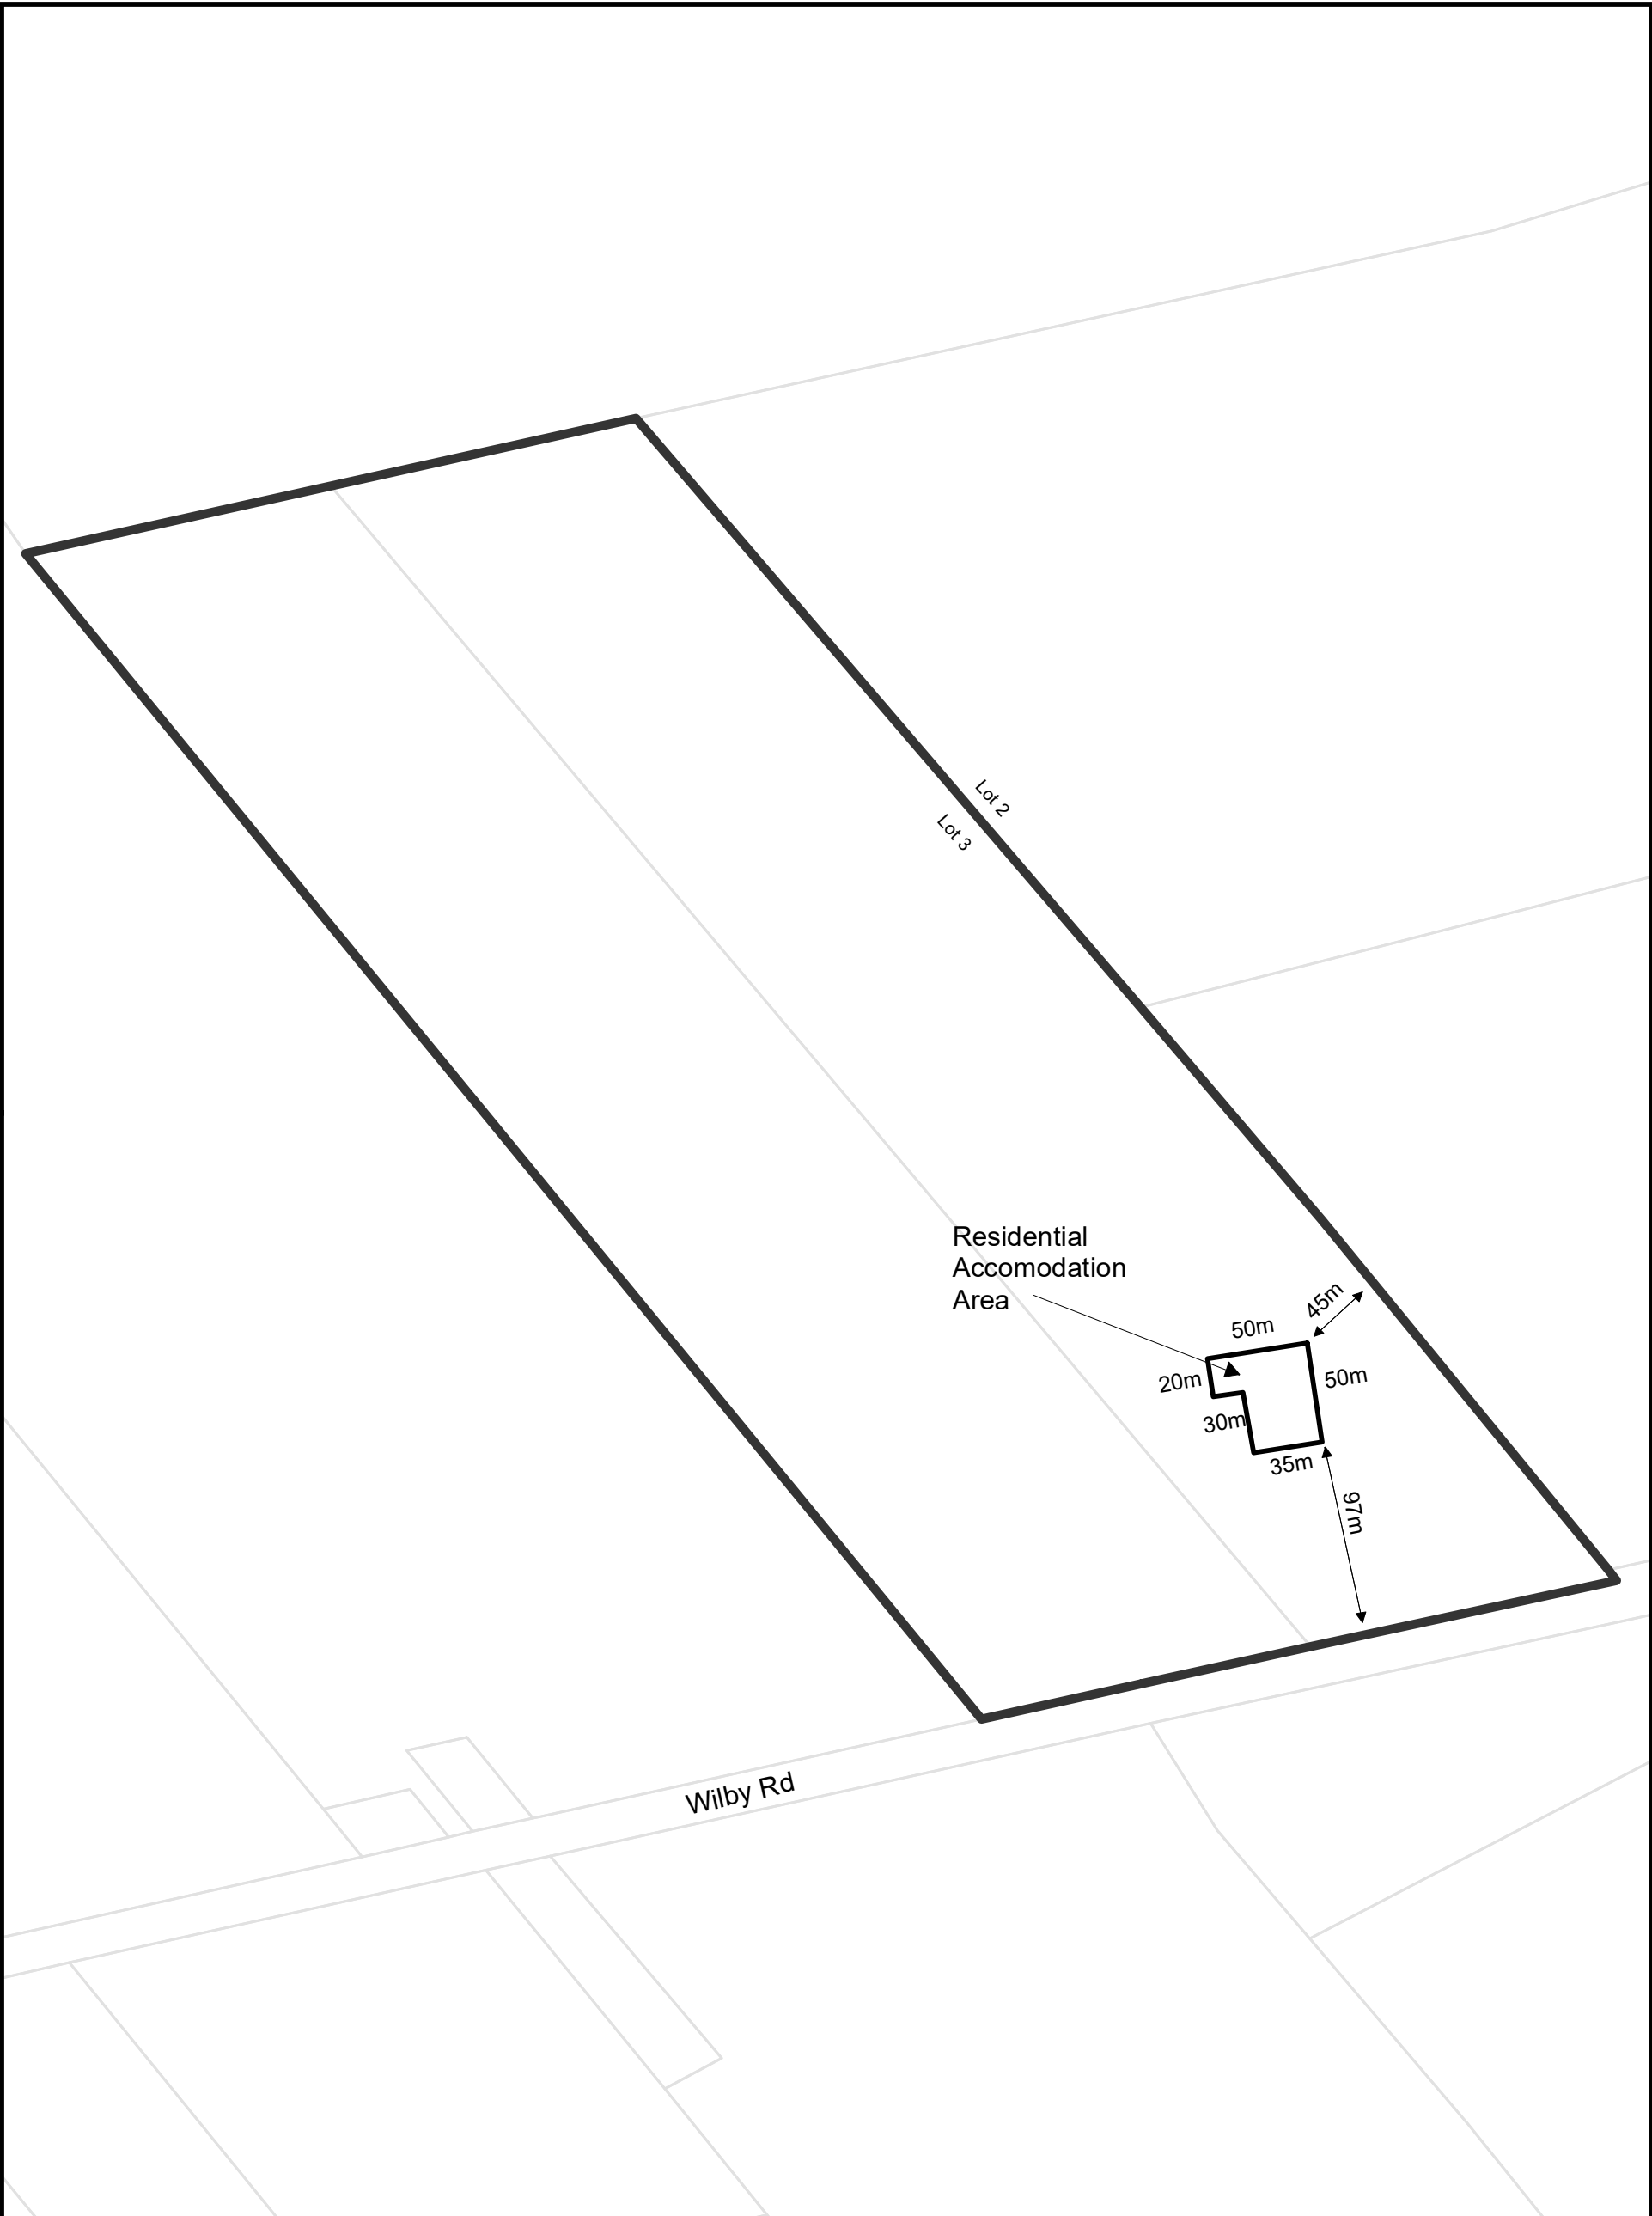 Lot 2
Lot 3
Residential
Accomodation
Area
45m
50m
20m
50m
30m
35m
97m
Wilby Rd